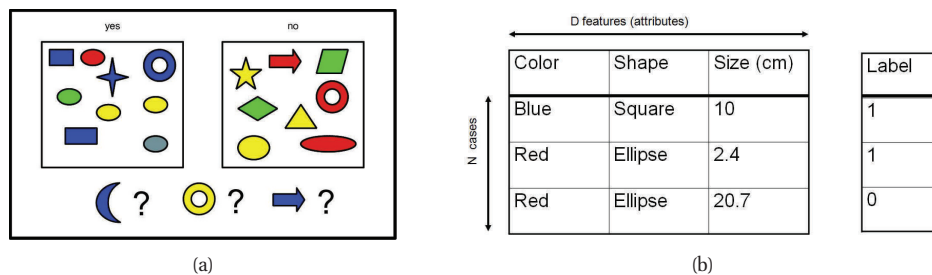 yes no
? ? ?
(a)
D features (attributes)
N cases
Color Shape Size (cm) Label
Blue Square 10 1
Red Ellipse 2.4 1
Red Ellipse 20.7 0
(b)